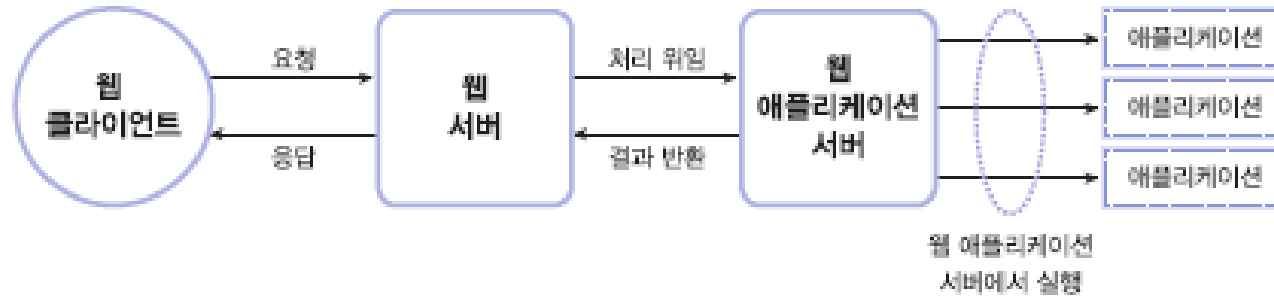 웹
클라이언트
요청
응답
웹
서버
처리 위임
결과 반환
웹
애플리케이션
서버
애플리케이션
애플리케이션
애플리케이션
웹 애플리케이션
서버에서 실행